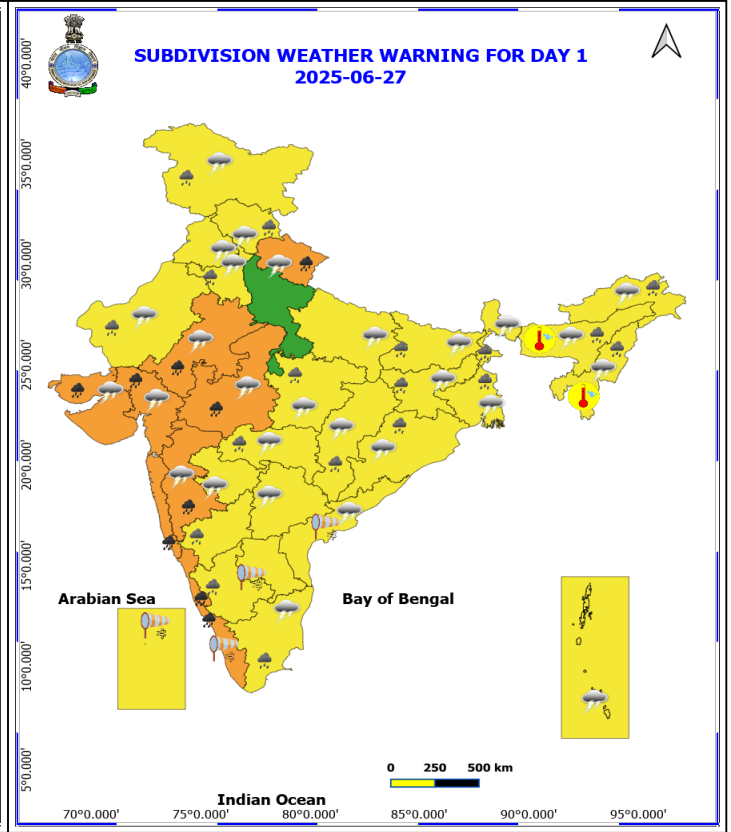 SUBDIVISION WEATHER WARNING FOR DAY 1
2025-06-27
40°0.000'
35°0.000'
30°0.000'
25°0.000'
20°0.000'
15°0.000'
10°0.000'
5°0.000'
Arabian Sea
Bay of Bengal
0 250 500 km
Indian Ocean
70°0.000' 75°0.000' 80°0.000' 85°0.000' 90°0.000' 95°0.000'